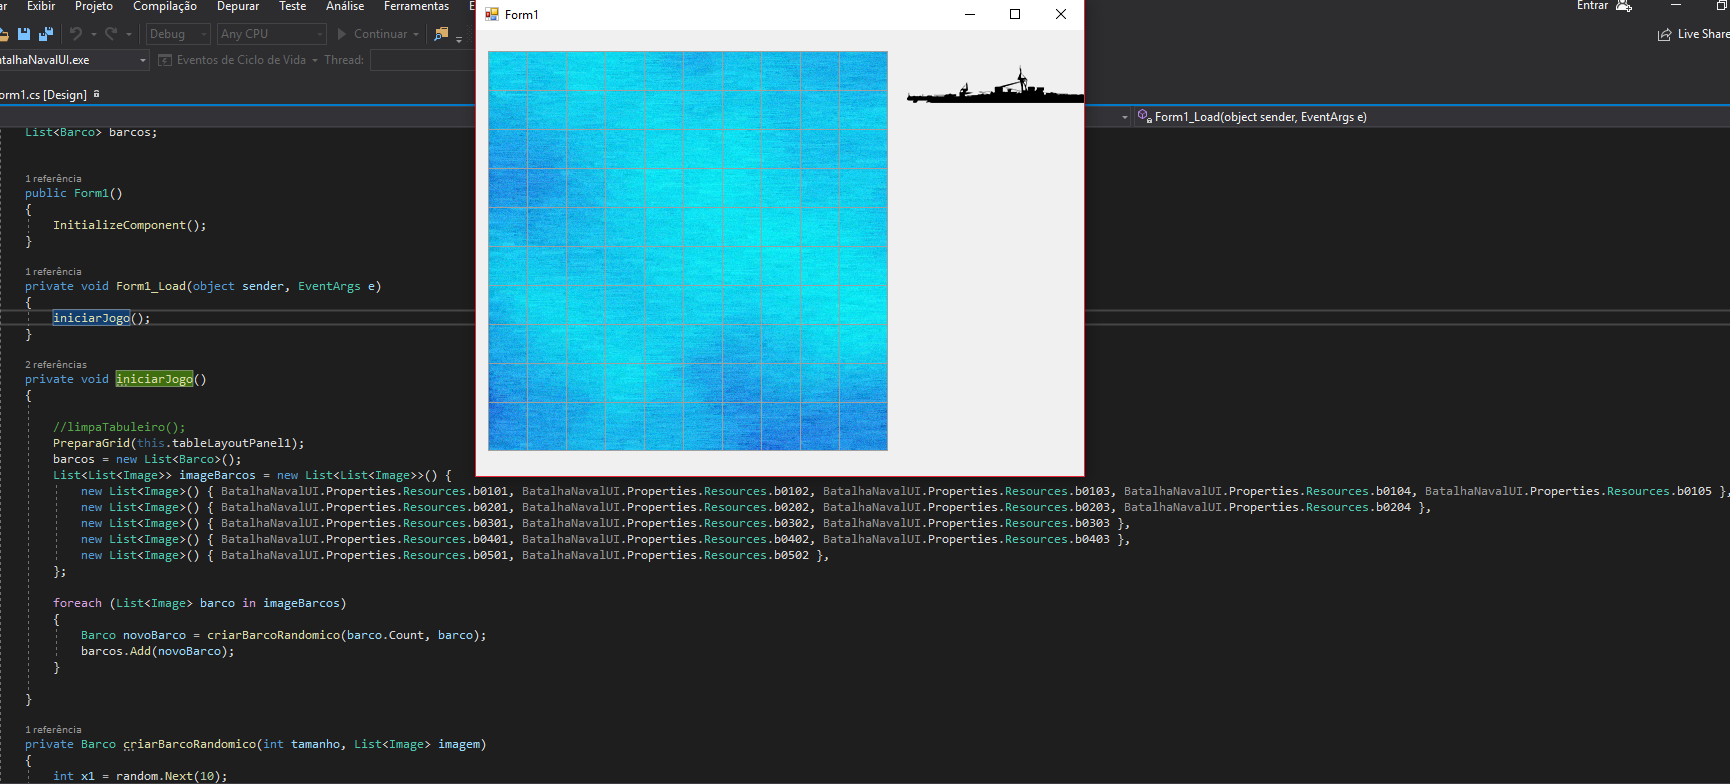 ar Exibir Projeto Compilação Depurar Teste Análise Ferramentas E
Form1
Entrar
Debug Any CPU Continuar
Live Share
atalhaNavalUI.exe Eventos de Ciclo de Vida Thread:
orm1.cs [Design]
Form1_Load(object sender, EventArgs e)
List<Barco> barcos;
1 referência
public Form1()
{
InitializeComponent();
}
1 referência
private void Form1_Load(object sender, EventArgs e)
{
iniciarJogo();
}
2 referências
private void iniciarJogo()
{
//limpaTabuleiro();
PreparaGrid(this.tableLayoutPanel1);
barcos = new List<Barco>();
List<List<Image>> imageBarcos = new List<List<Image>>() {
new List<Image>() { BatalhaNavalUI.Properties.Resources.b0101, BatalhaNavalUI.Properties.Resources.b0102, BatalhaNavalUI.Properties.Resources.b0103, BatalhaNavalUI.Properties.Resources.b0104, BatalhaNavalUI.Properties.Resources.b0105 },
new List<Image>() { BatalhaNavalUI.Properties.Resources.b0201, BatalhaNavalUI.Properties.Resources.b0202, BatalhaNavalUI.Properties.Resources.b0203, BatalhaNavalUI.Properties.Resources.b0204 },
new List<Image>() { BatalhaNavalUI.Properties.Resources.b0301, BatalhaNavalUI.Properties.Resources.b0302, BatalhaNavalUI.Properties.Resources.b0303 },
new List<Image>() { BatalhaNavalUI.Properties.Resources.b0401, BatalhaNavalUI.Properties.Resources.b0402, BatalhaNavalUI.Properties.Resources.b0403 },
new List<Image>() { BatalhaNavalUI.Properties.Resources.b0501, BatalhaNavalUI.Properties.Resources.b0502 },
};
foreach (List<Image> barco in imageBarcos)
{
Barco novoBarco = criarBarcoRandomico(barco.Count, barco);
barcos.Add(novoBarco);
}
}
1 referência
private Barco criarBarcoRandomico(int tamanho, List<Image> imagem)
{
int x1 = random.Next(10);